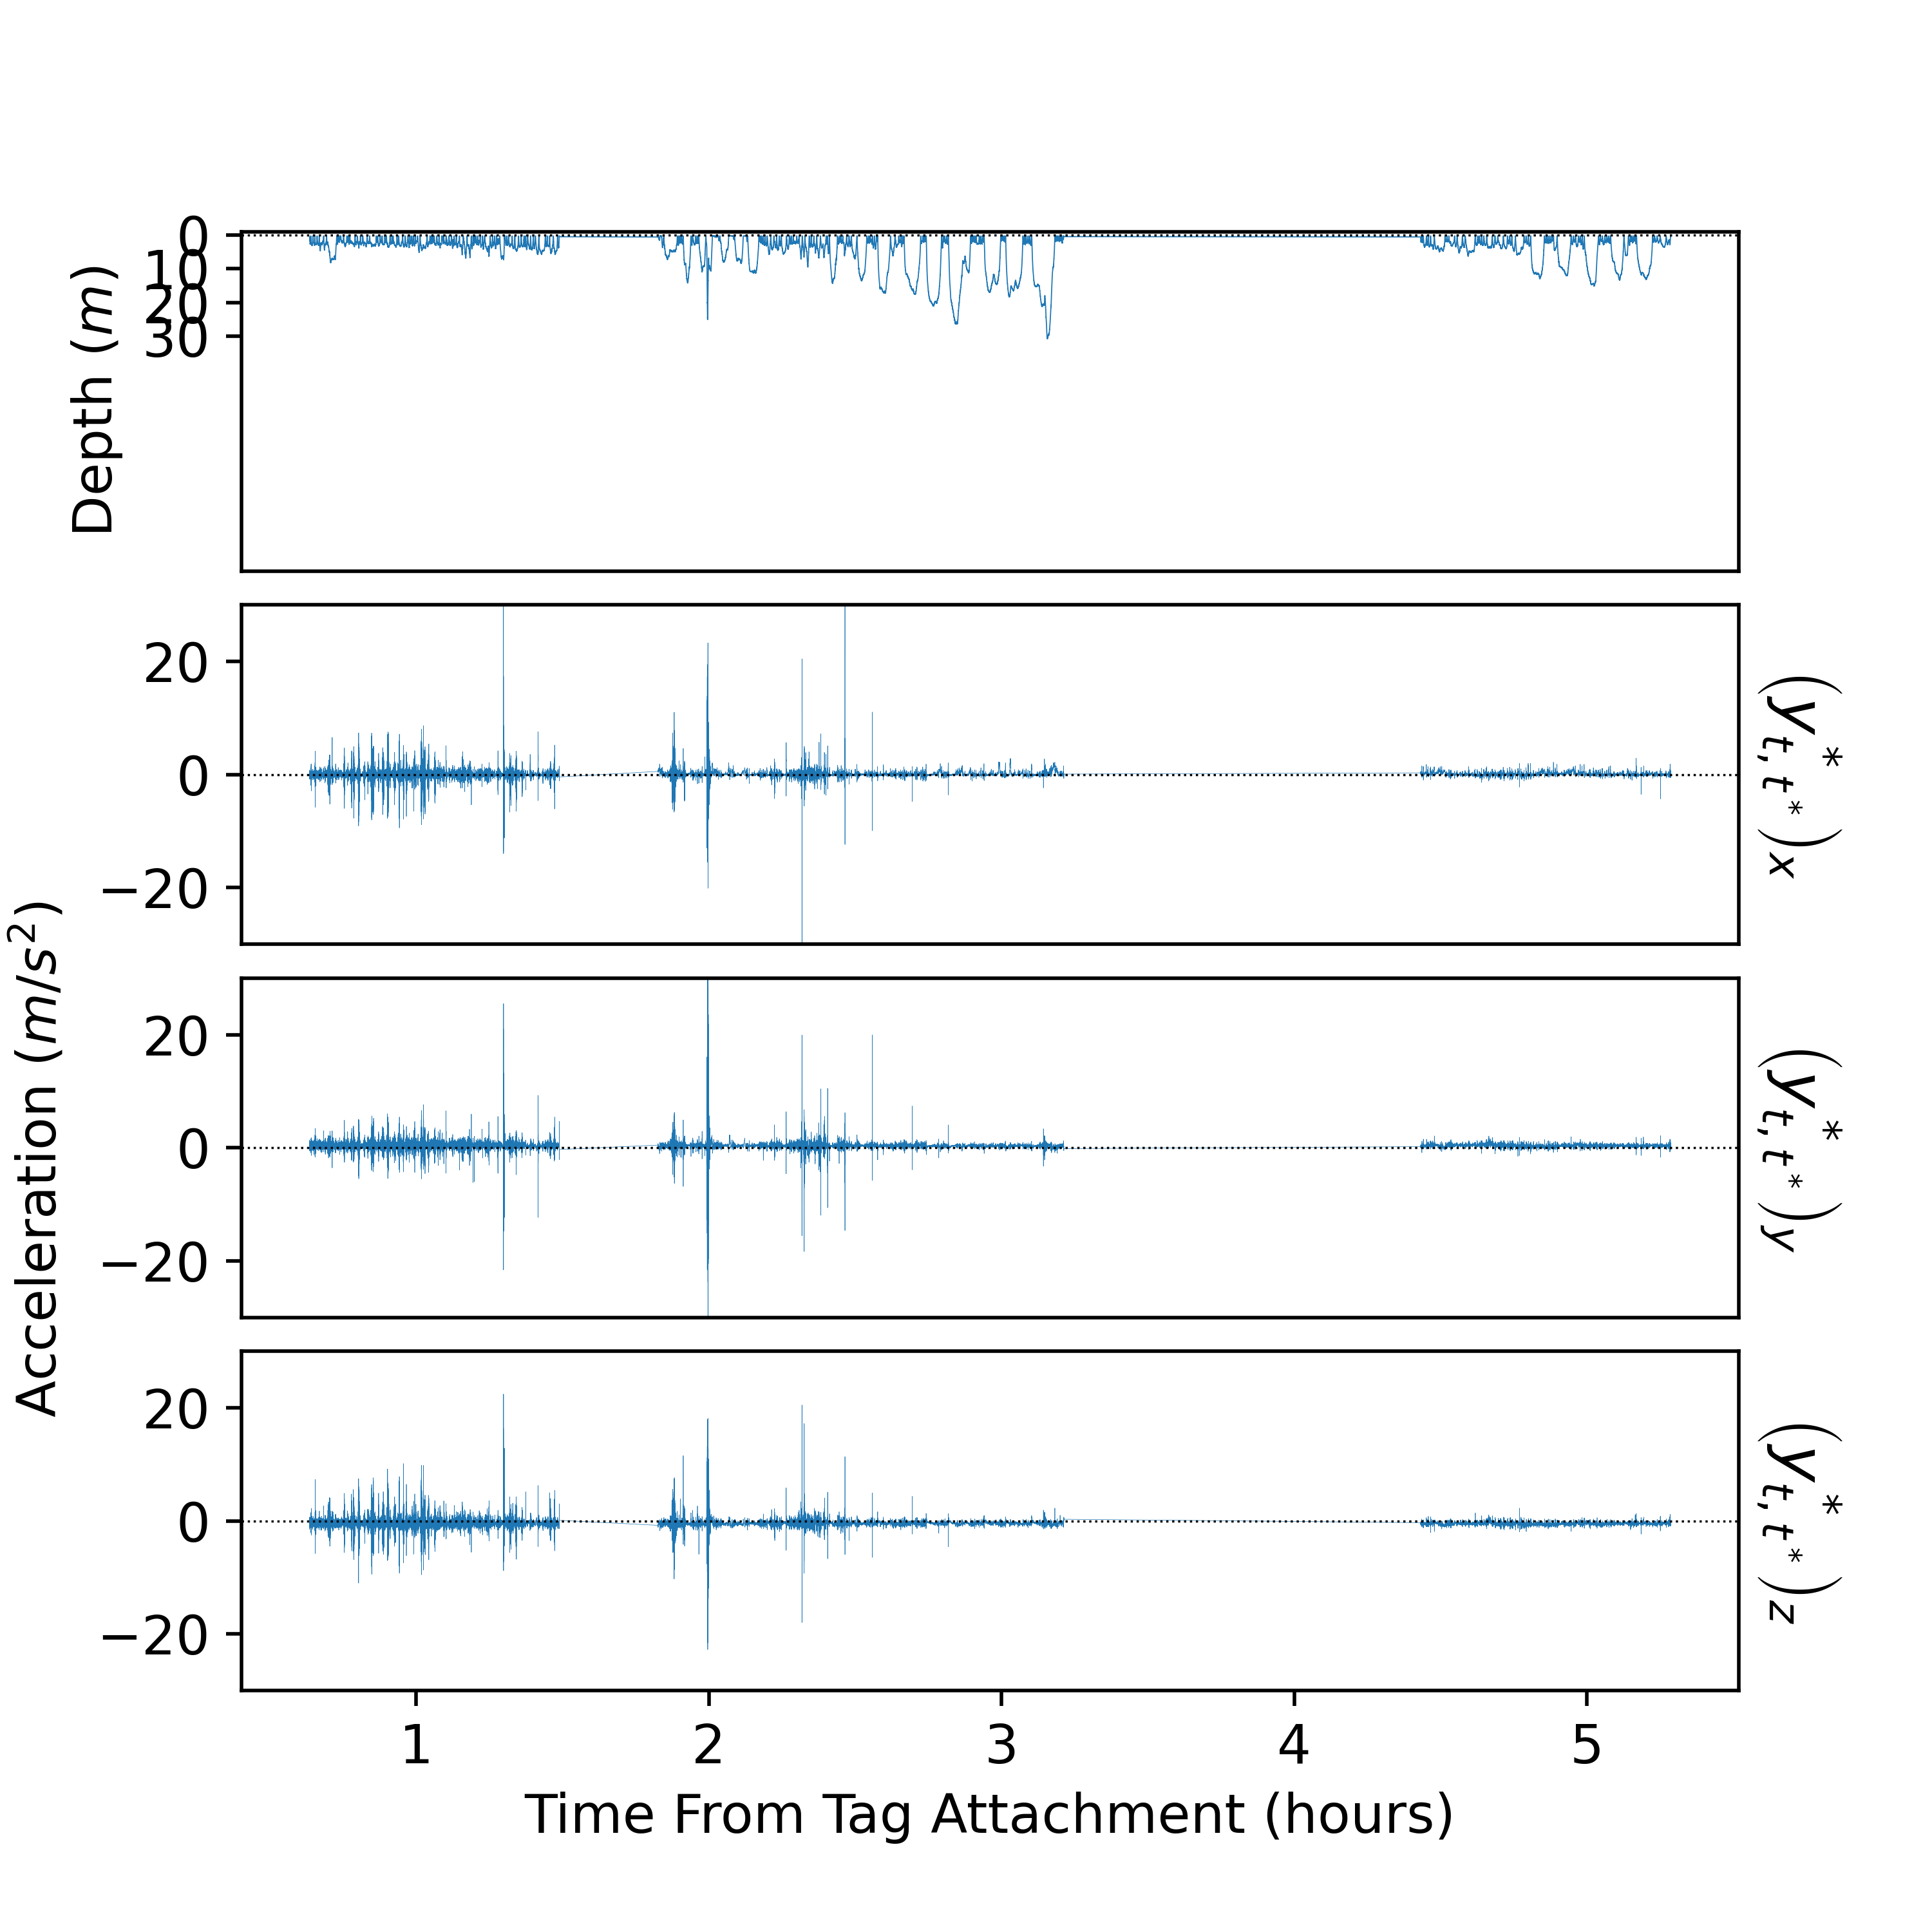 Depth (m)
0
10
20
30
Acceleration (m/s²)
20
0
−20
(y*t,t*)x
20
0
−20
(y*t,t*)y
20
0
−20
(y*t,t*)z
1 2 3 4 5
Time From Tag Attachment (hours)